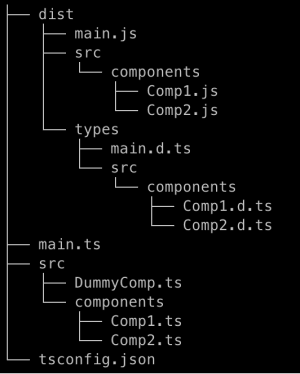 dist
main.js
src
components
Comp1.js
Comp2.js
types
main.d.ts
src
components
Comp1.d.ts
Comp2.d.ts
main.ts
src
DummyComp.ts
components
Comp1.ts
Comp2.ts
tsconfig.json